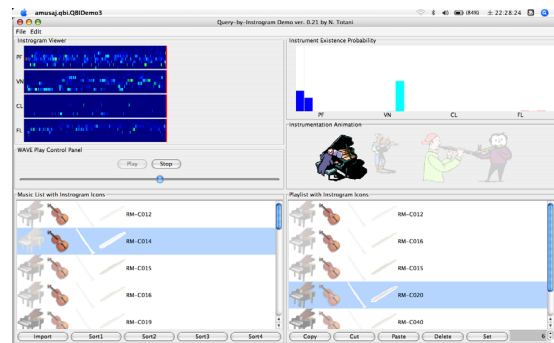 amusaj.qbi.QBIDemo3
(84%) 土 22:28:24
Query-by-Instrogram Demo ver. 0.21 by N. Totani
File Edit
Instrogram Viewer
PF
VN
CL
FL
Instrument Existence Probability
PF VN CL FL
Instrumentation Animation
WAVE Play Control Panel
Play Stop
Music List with Instrogram Icons
RM-C012
RM-C014
RM-C015
RM-C016
RM-C019
Import Sort1 Sort2 Sort3 Sort4
Playlist with Instrogram Icons
RM-C012
RM-C016
RM-C015
RM-C020
RM-C040
Copy Cut Paste Delete Set 6